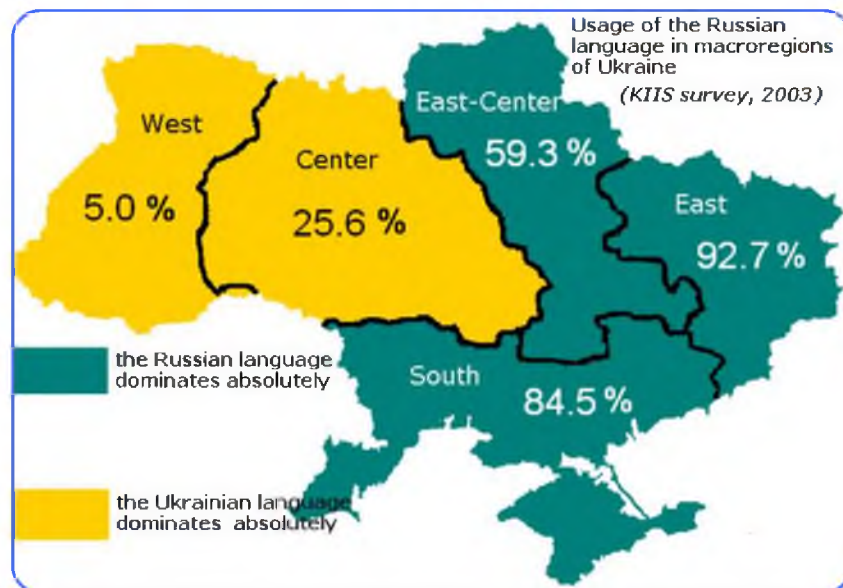 Usage of the Russian
language in macroregions
of Ukraine
(KIIS survey, 2003)
East-Center
59.3 %
West
5.0 %
Center
25.6 %
East
92.7 %
South
84.5 %
the Russian language
dominates absolutely
the Ukrainian language
dominates absolutely